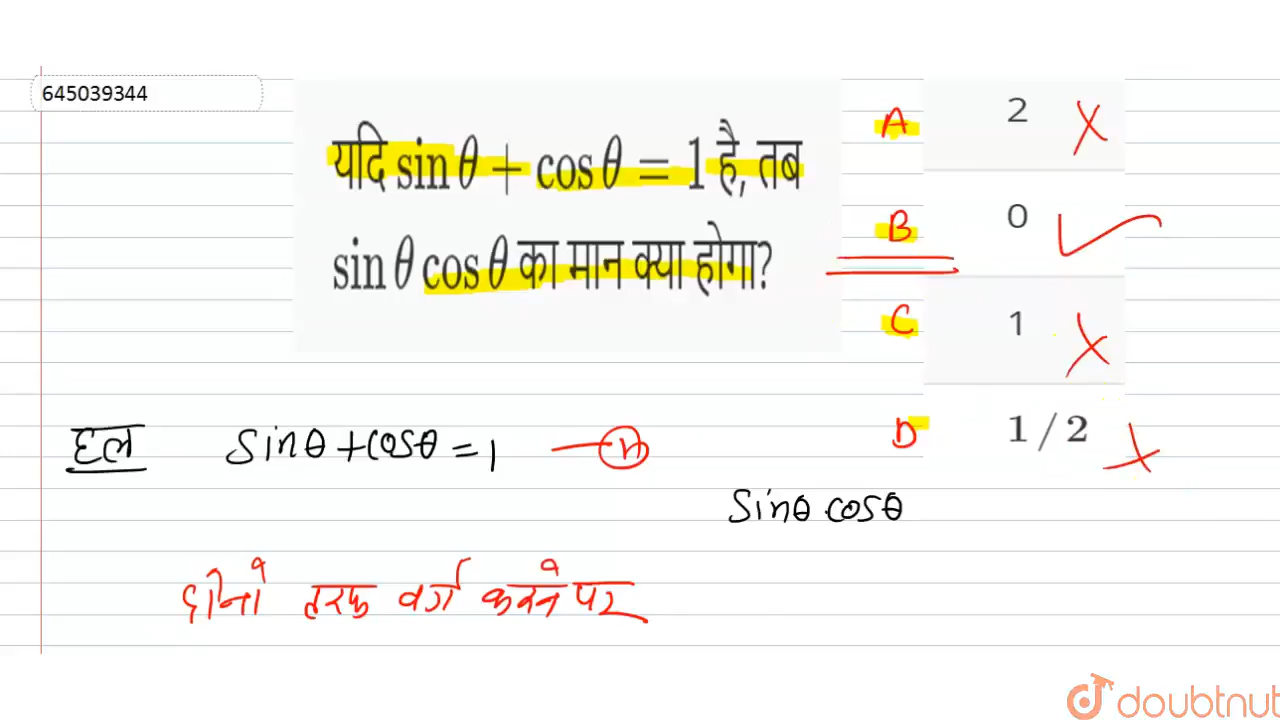 645039344
यदि sin θ + cos θ = 1 है, तब
sin θ cos θ का मान क्या होगा?
A 2
B 0
C 1
D 1/2
हल sinθ + cosθ = 1
sinθ.cosθ
दोनों तरफ वर्ग करने पर
doubtnut